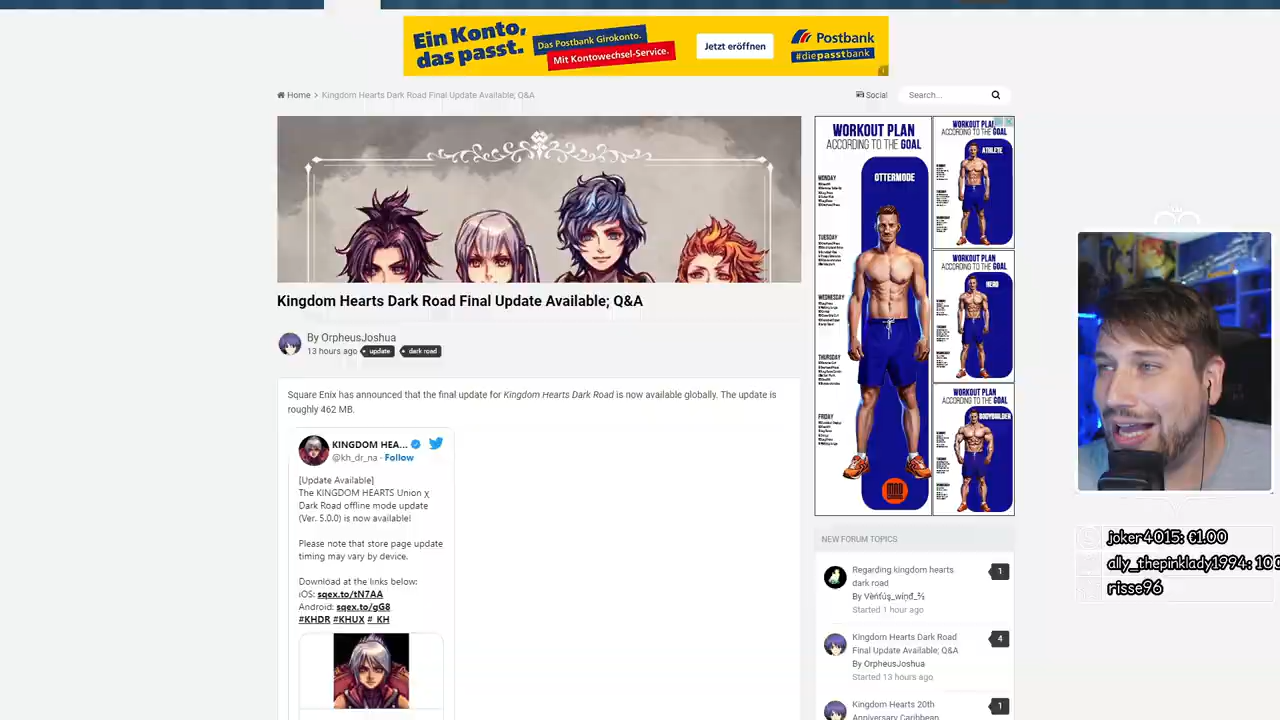 Ein Konto,
das passt.
Das Postbank Girokonto.
Mit Kontowechsel-Service.
Jetzt eröffnen
Postbank
#diepasstbank
Home > Kingdom Hearts Dark Road Final Update Available; Q&A
Social
Search...
Kingdom Hearts Dark Road Final Update Available; Q&A
By OrpheusJoshua
13 hours ago
update
dark road
Square Enix has announced that the final update for Kingdom Hearts Dark Road is now available globally. The update is
roughly 462 MB.
KINGDOM HEA...
@kh_dr_na · Follow
[Update Available]
The KINGDOM HEARTS Union χ
Dark Road offline mode update
(Ver. 5.0.0) is now available!
Please note that store page update
timing may vary by device.
Download at the links below:
iOS: sqex.to/tN7AA
Android: sqex.to/gG8
#KHDR #KHUX #_KH
WORKOUT PLAN
ACCORDING TO THE GOAL
OTTERMODE
MONDAY
TUESDAY
WEDNESDAY
THURSDAY
FRIDAY
WORKOUT PLAN
ACCORDING TO THE GOAL
ATHLETE
WORKOUT PLAN
ACCORDING TO THE GOAL
HERO
WORKOUT PLAN
ACCORDING TO THE GOAL
BODYBUILDER
NEW FORUM TOPICS
Regarding kingdom hearts
dark road
1
By
Started 1 hour ago
Kingdom Hearts Dark Road
Final Update Available; Q&A
4
By OrpheusJoshua
Started 13 hours ago
Kingdom Hearts 20th
Anniversary Caribbean
1
joker4015: €1.00
ally_thepinklady1994: 100
risse96